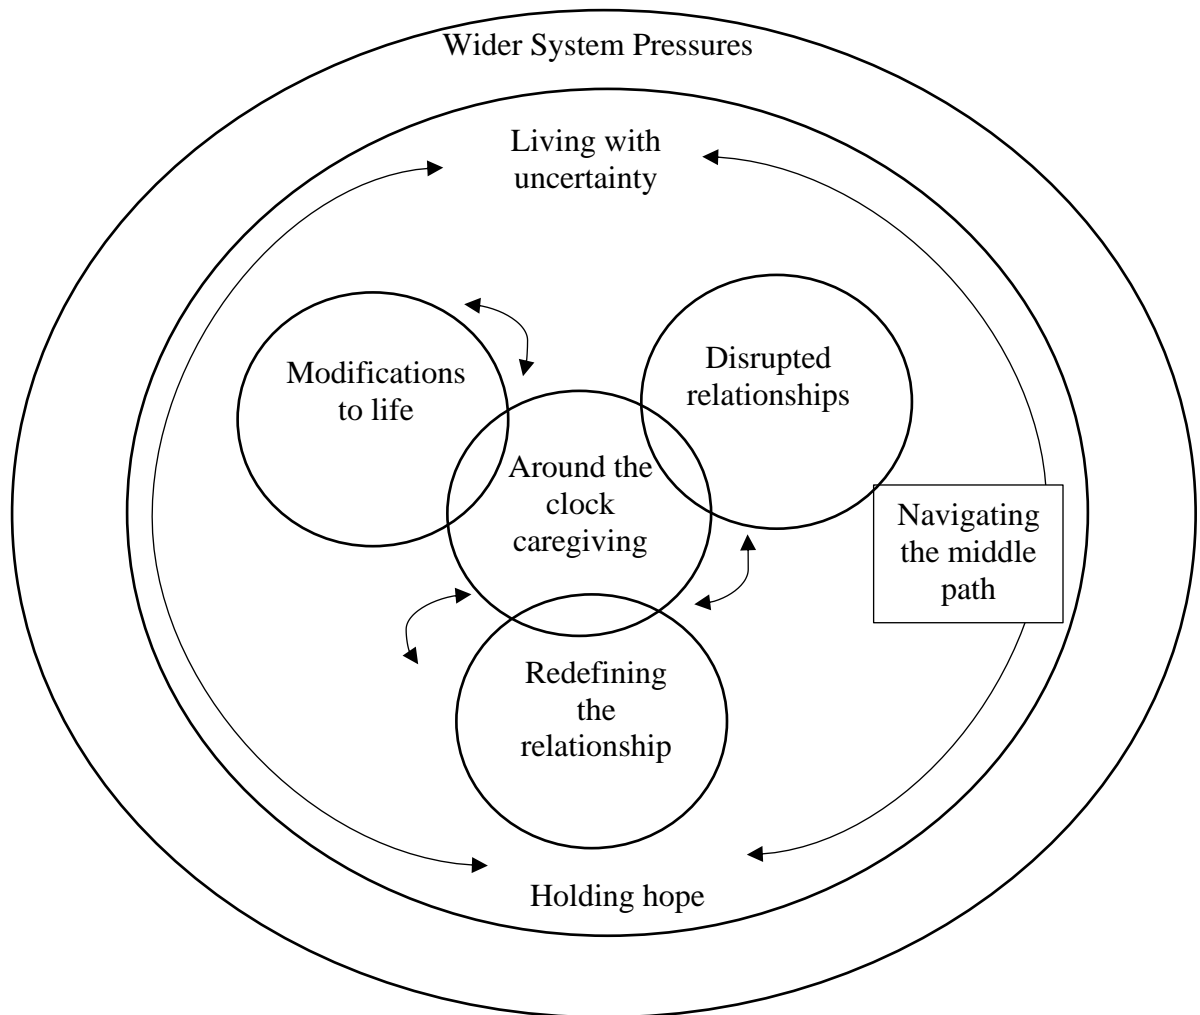 Wider System Pressures
Living with
uncertainty
Modifications
to life
Disrupted
relationships
Around the
clock
caregiving
Navigating
the middle
path
Redefining
the
relationship
Holding hope